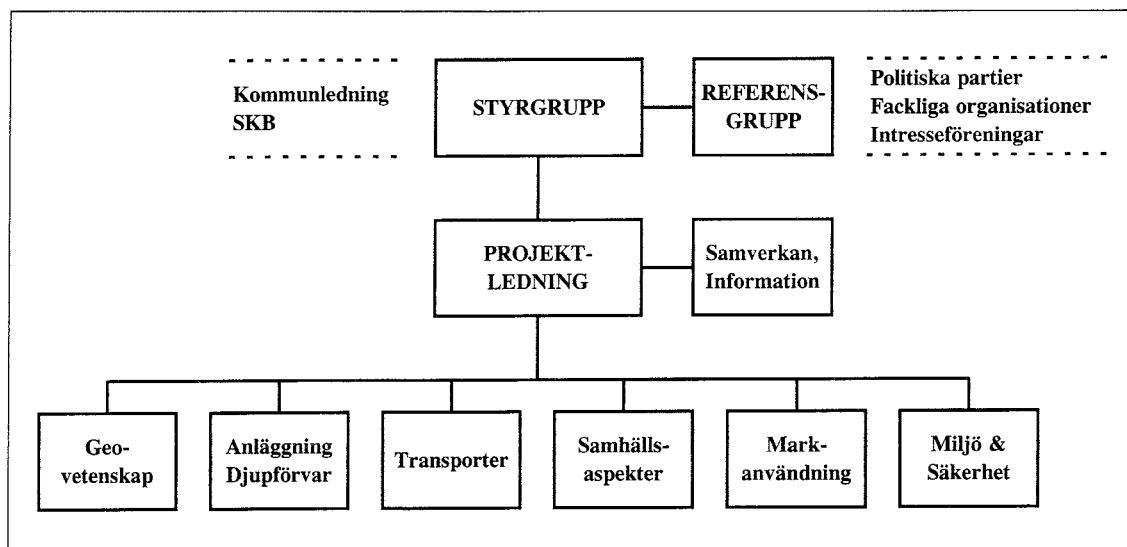 Kommunledning
SKB
STYRGRUPP
REFERENS-
GRUPP
Politiska partier
Fackliga organisationer
Intresseföreningar
PROJEKT-
LEDNING
Samverkan,
Information
Geo-
vetenskap
Anläggning
Djupförvar
Transporter
Samhälls-
aspekter
Mark-
användning
Miljö &
Säkerhet